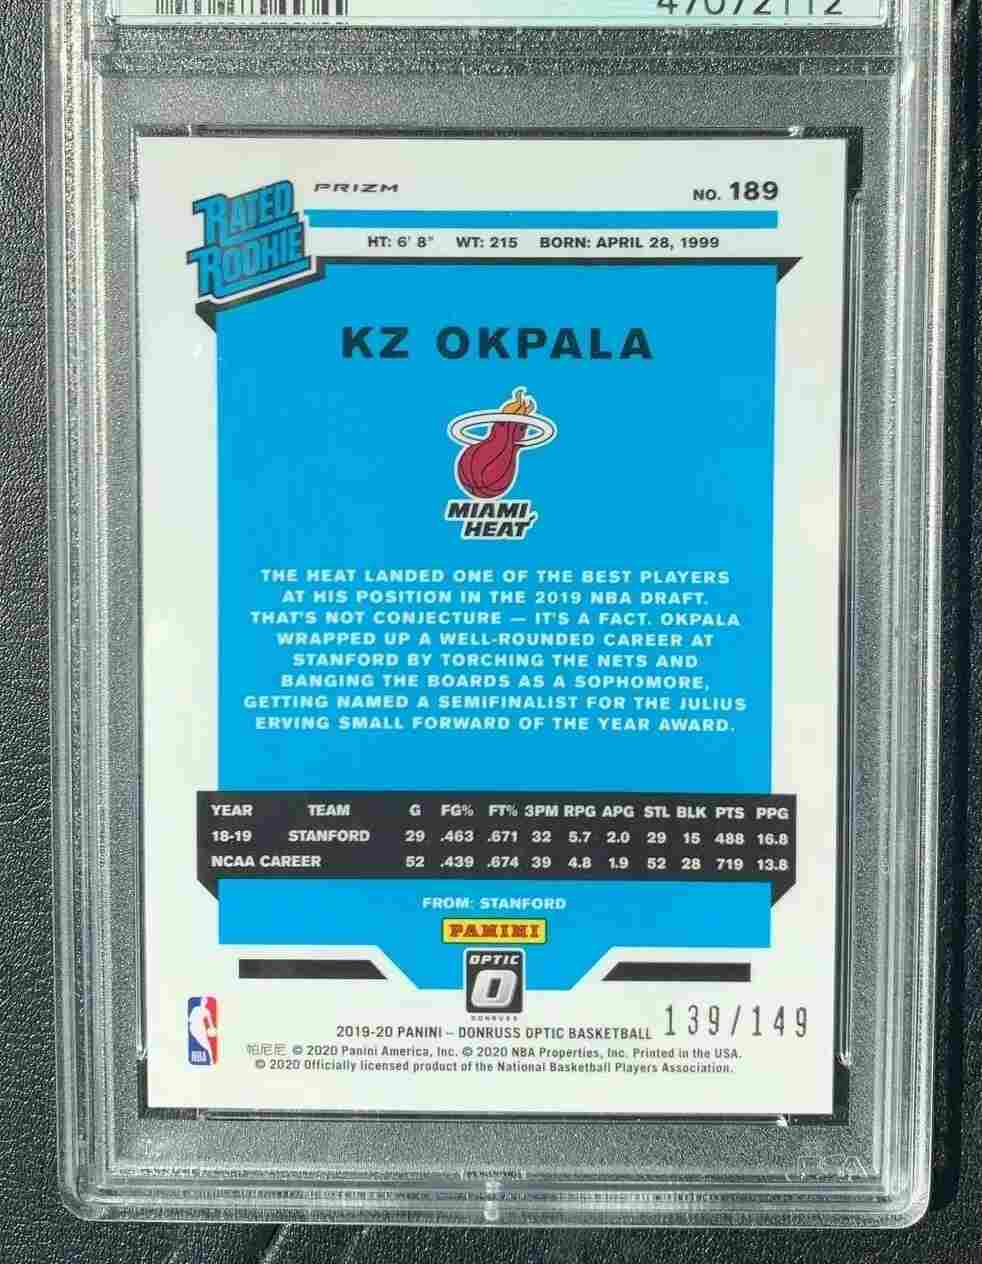 47072112
RATED
ROOKIE
PRIZM
NO. 189
HT: 6' 8" WT: 215 BORN: APRIL 28, 1999
KZ OKPALA
MIAMI
HEAT
THE HEAT LANDED ONE OF THE BEST PLAYERS
AT HIS POSITION IN THE 2019 NBA DRAFT.
THAT'S NOT CONJECTURE — IT'S A FACT. OKPALA
WRAPPED UP A WELL-ROUNDED CAREER AT
STANFORD BY TORCHING THE NETS AND
BANGING THE BOARDS AS A SOPHOMORE,
GETTING NAMED A SEMIFINALIST FOR THE JULIUS
ERVING SMALL FORWARD OF THE YEAR AWARD.
YEAR TEAM G FG% FT% 3PM RPG APG STL BLK PTS PPG
18-19 STANFORD 29 .463 .671 32 5.7 2.0 29 15 488 16.8
NCAA CAREER 52 .439 .674 39 4.8 1.9 52 28 719 13.8
FROM: STANFORD
PANINI
OPTIC
O
DONRUSS
NBA
2019-20 PANINI – DONRUSS OPTIC BASKETBALL 139/149
帕尼尼 © 2020 Panini America, Inc. © 2020 NBA Properties, Inc. Printed in the USA.
© 2020 Officially licensed product of the National Basketball Players Association.
PSA